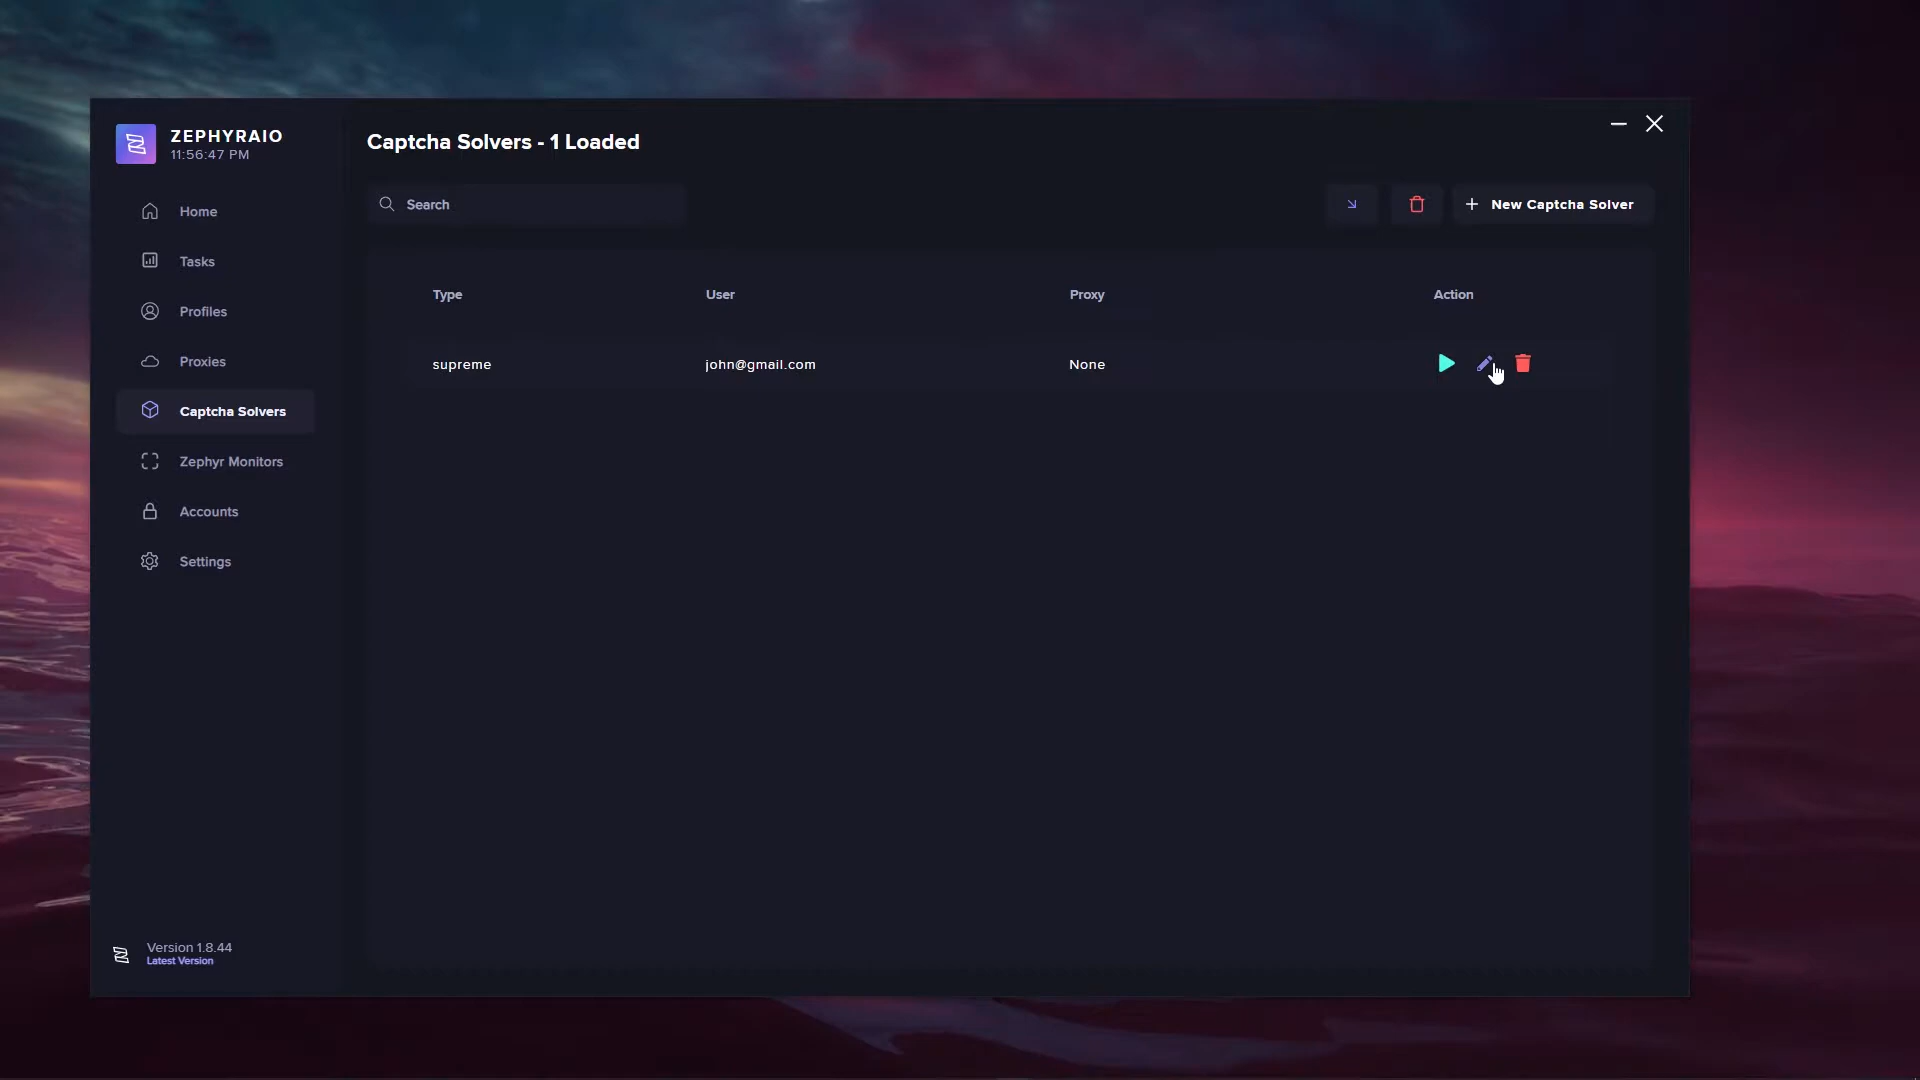 ZEPHYRAIO
11:56:47 PM
Home
Tasks
Profiles
Proxies
Captcha Solvers
Zephyr Monitors
Accounts
Settings
Version 1.8.44
Latest Version
Captcha Solvers - 1 Loaded
Search
New Captcha Solver
Type User Proxy Action
supreme john@gmail.com None